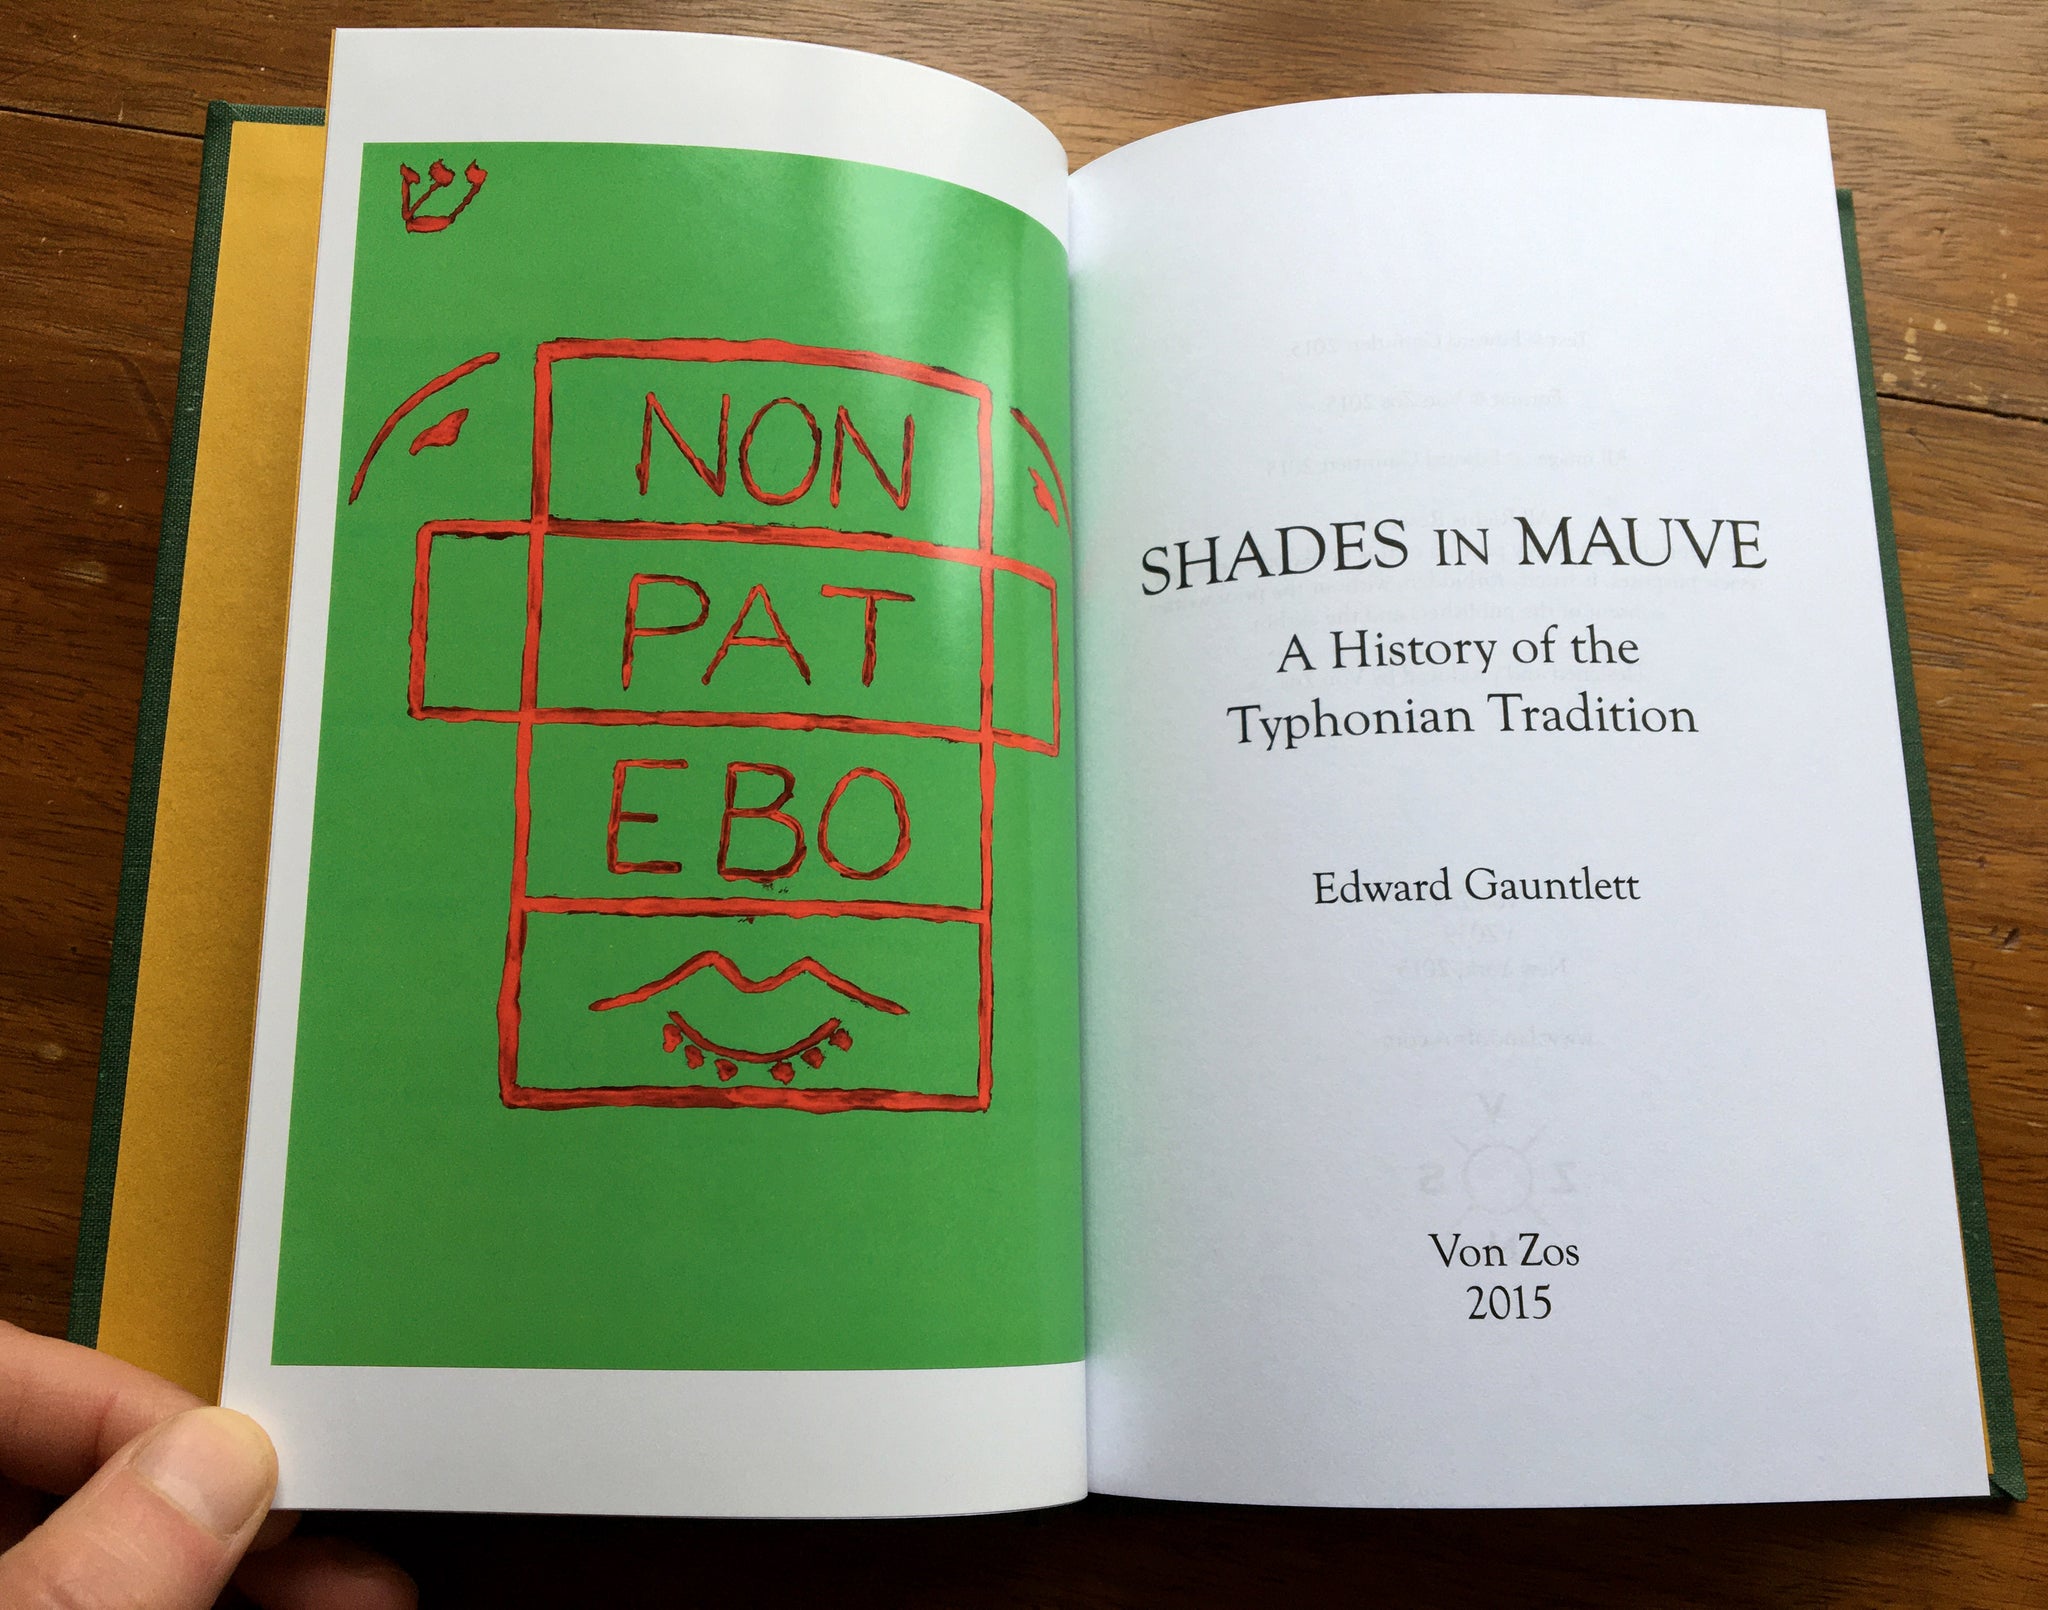 ש
NON
PAT
EBO
SHADES IN MAUVE
A History of the
Typhonian Tradition
Edward Gauntlett
Von Zos
2015